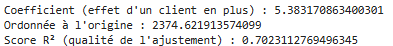 Coefficient (effet d'un client en plus) : 5.383170863400301
Ordonnée à l'origine : 2374.621913574099
Score R² (qualité de l'ajustement) : 0.7023112769496345